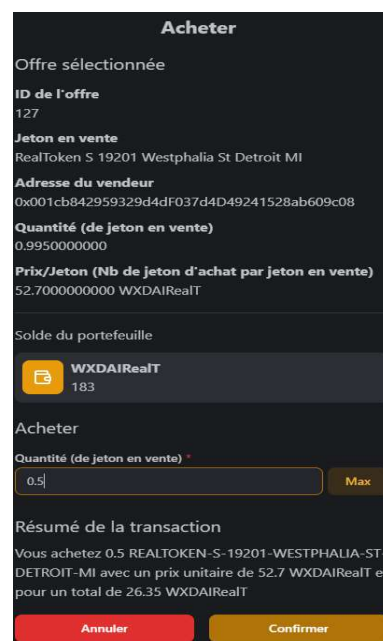 Acheter
Offre sélectionnée
ID de l'offre
127
Jeton en vente
RealToken S 19201 Westphalia St Detroit MI
Adresse du vendeur
0x001cb842959329d4dF037d4D49241528ab609c08
Quantité (de jeton en vente)
0.9950000000
Prix/Jeton (Nb de jeton d'achat par jeton en vente)
52.7000000000 WXDAIRealT
Solde du portefeuille
WXDAIRealT
183
Acheter
Quantité (de jeton en vente) *
0.5
Max
Résumé de la transaction
Vous achetez 0.5 REALTOKEN-S-19201-WESTPHALIA-ST-
DETROIT-MI avec un prix unitaire de 52.7 WXDAIRealT e
pour un total de 26.35 WXDAIRealT
Annuler
Confirmer